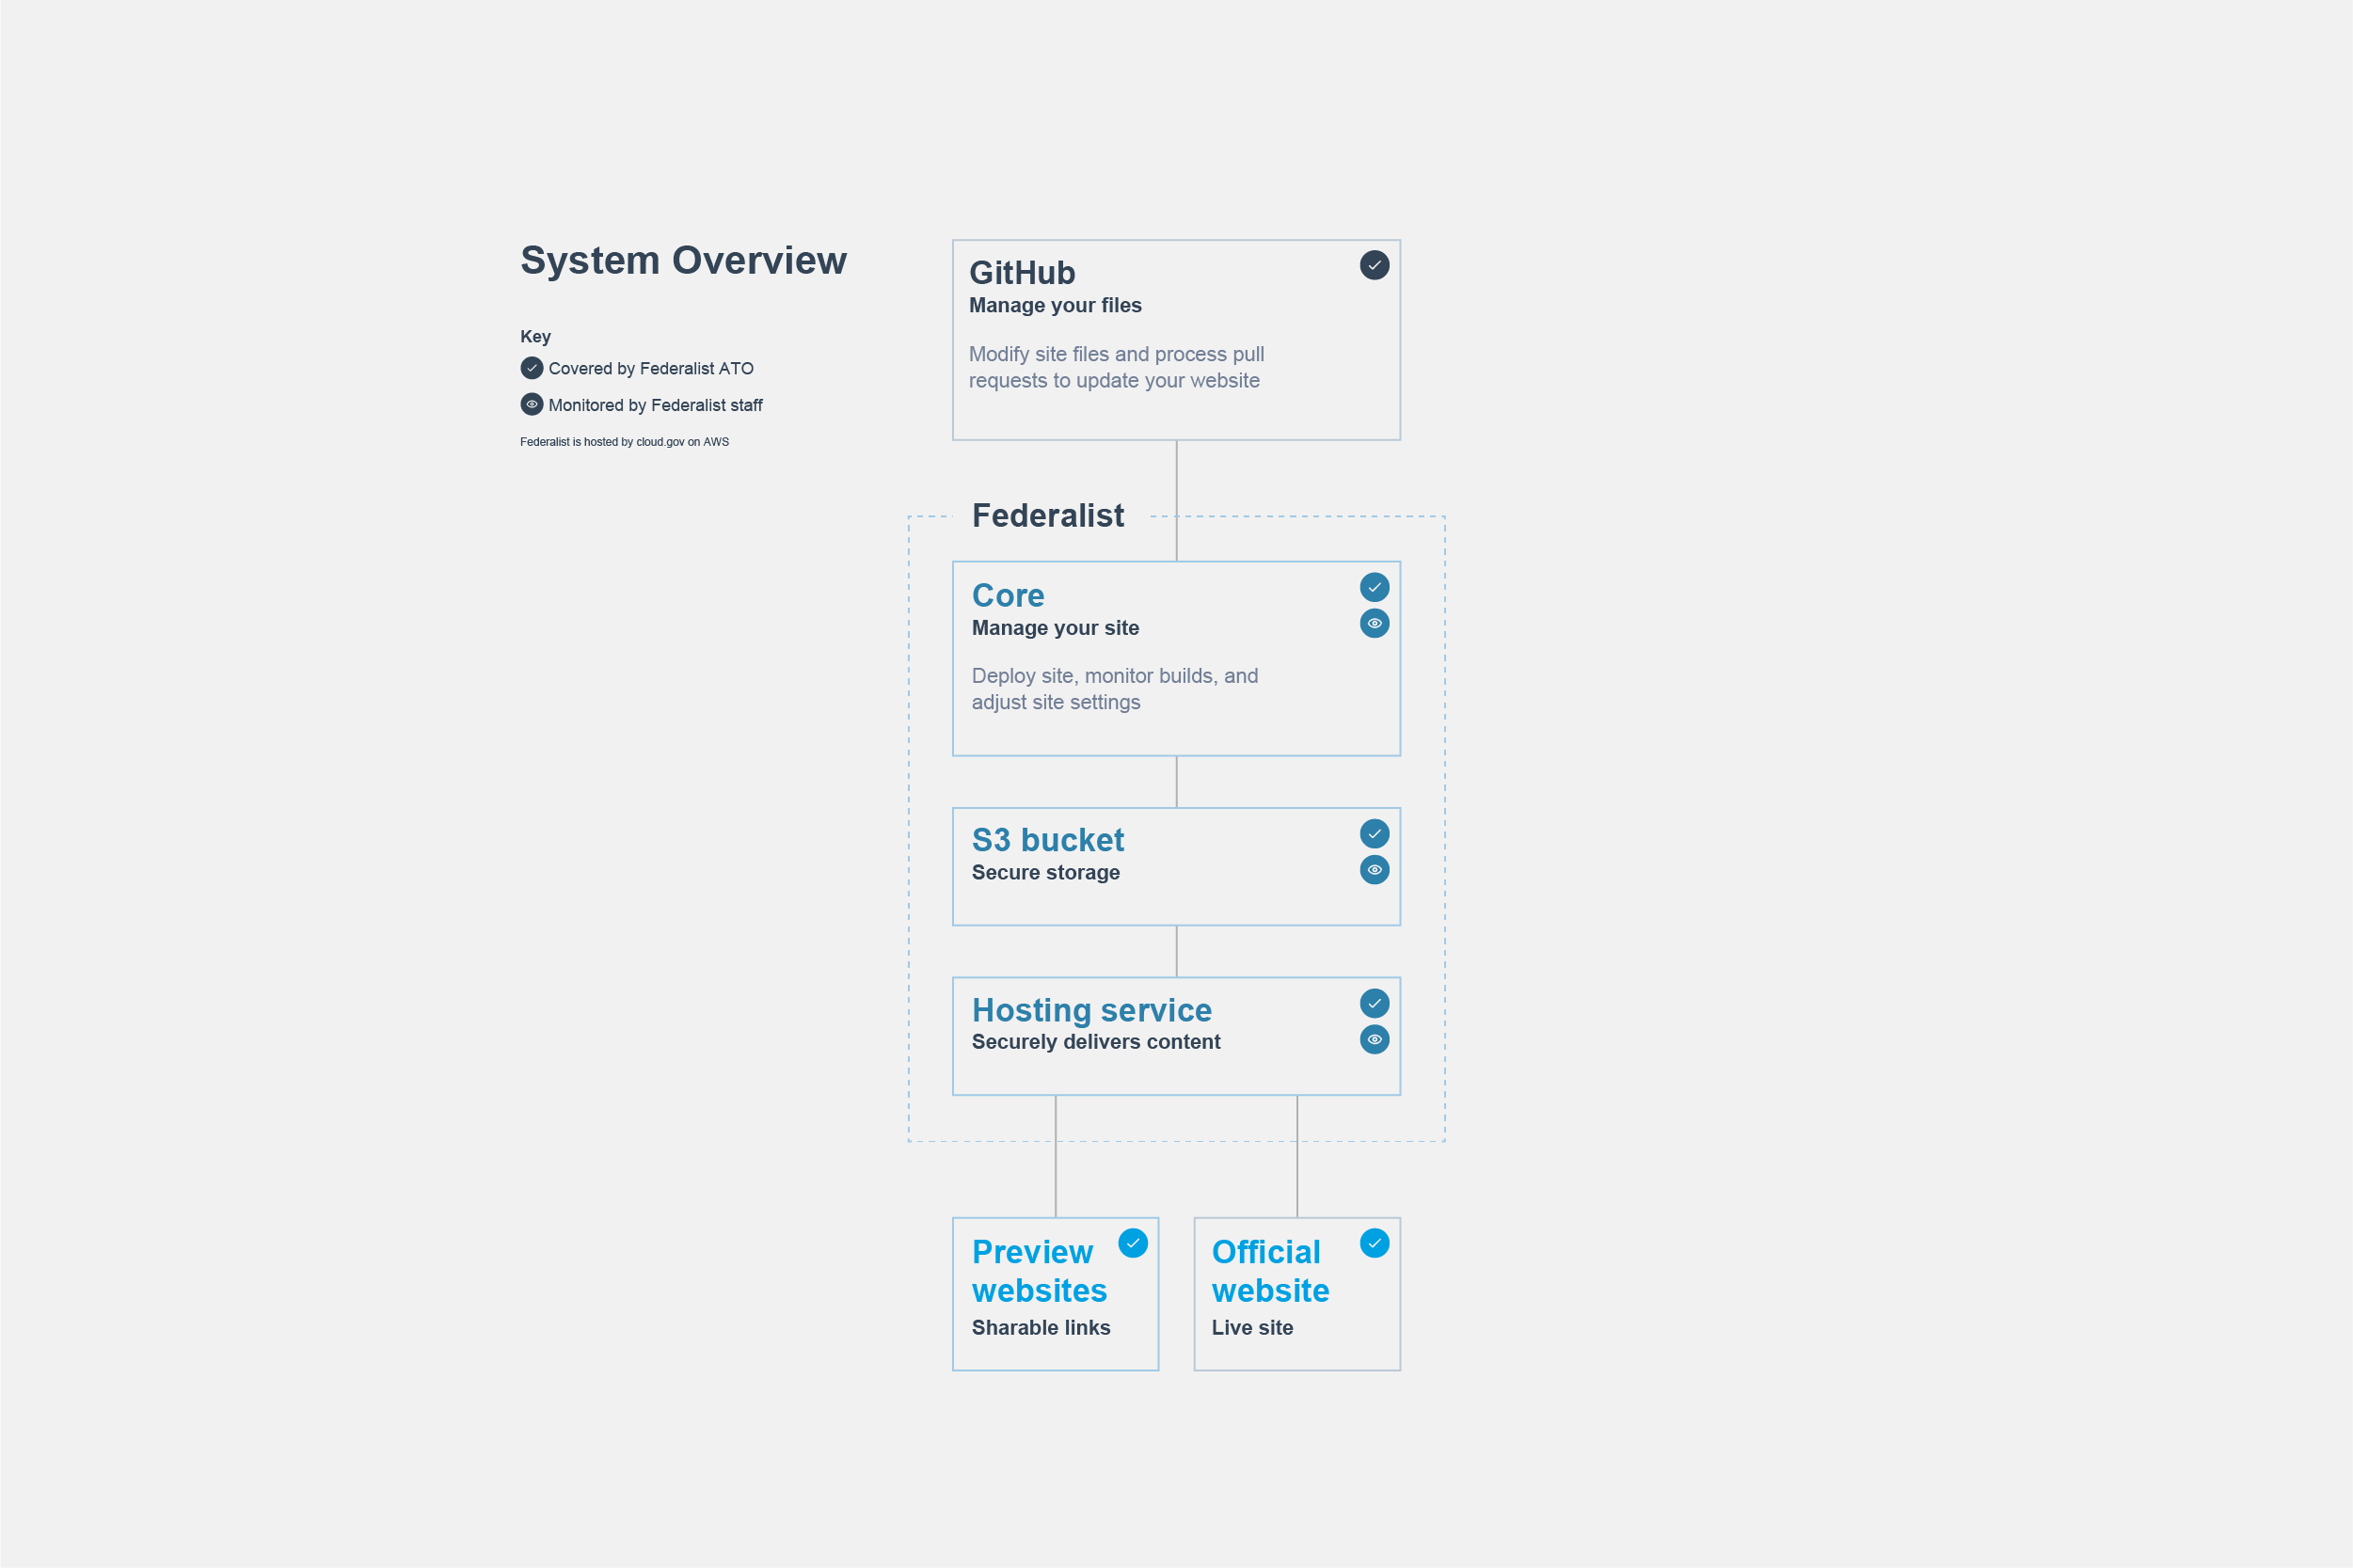 System Overview
Key
Covered by Federalist ATO
Monitored by Federalist staff
Federalist is hosted by cloud.gov on AWS
GitHub
Manage your files
Modify site files and process pull
requests to update your website
Federalist
Core
Manage your site
Deploy site, monitor builds, and
adjust site settings
S3 bucket
Secure storage
Hosting service
Securely delivers content
Preview
websites
Sharable links
Official
website
Live site